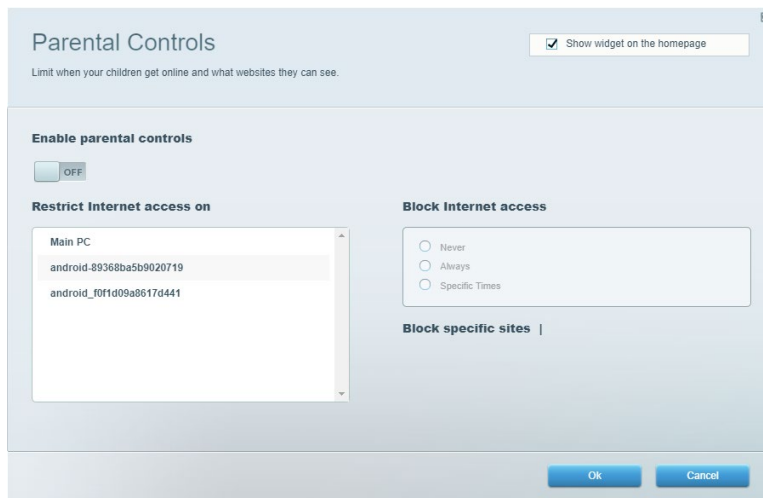 Parental Controls
Show widget on the homepage
Limit when your children get online and what websites they can see.
Enable parental controls
OFF
Restrict Internet access on
Main PC
android-89368ba5b9020719
android_f0f1d09a8617d441
Block Internet access
Never
Always
Specific Times
Block specific sites |
Ok
Cancel